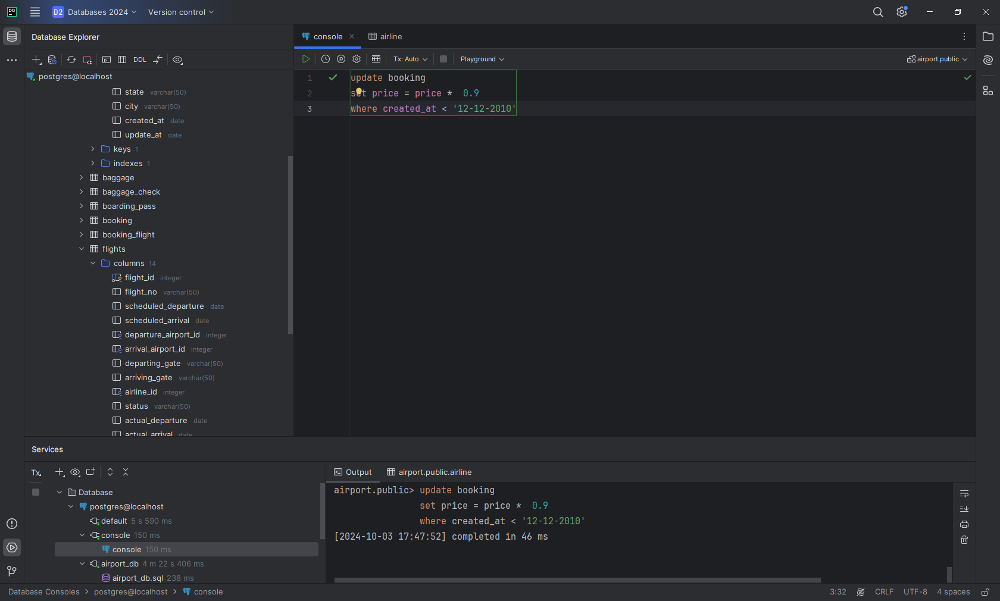 DG
D2 Databases 2024
Version control
Database Explorer
console
airline
DDL
Tx: Auto
Playground
airport.public
postgres@localhost
state varchar(50)
city varchar(50)
created_at date
update_at date
keys 1
indexes 1
baggage
baggage_check
boarding_pass
booking
booking_flight
flights
columns 14
flight_id integer
flight_no varchar(50)
scheduled_departure date
scheduled_arrival date
departure_airport_id integer
arrival_airport_id integer
departing_gate varchar(50)
arriving_gate varchar(50)
airline_id integer
status varchar(50)
actual_departure date
actual_arrival date
1 update booking
2 set price = price *  0.9
3 where created_at < '12-12-2010'
Services
Tx
Database
postgres@localhost
default 5 s 590 ms
console 150 ms
console 150 ms
airport_db 4 m 22 s 406 ms
airport_db.sql 238 ms
Output
airport.public.airline
airport.public> update booking
set price = price *  0.9
where created_at < '12-12-2010'
[2024-10-03 17:47:52] completed in 46 ms
Database Consoles > postgres@localhost > console
3:32
CRLF
UTF-8
4 spaces